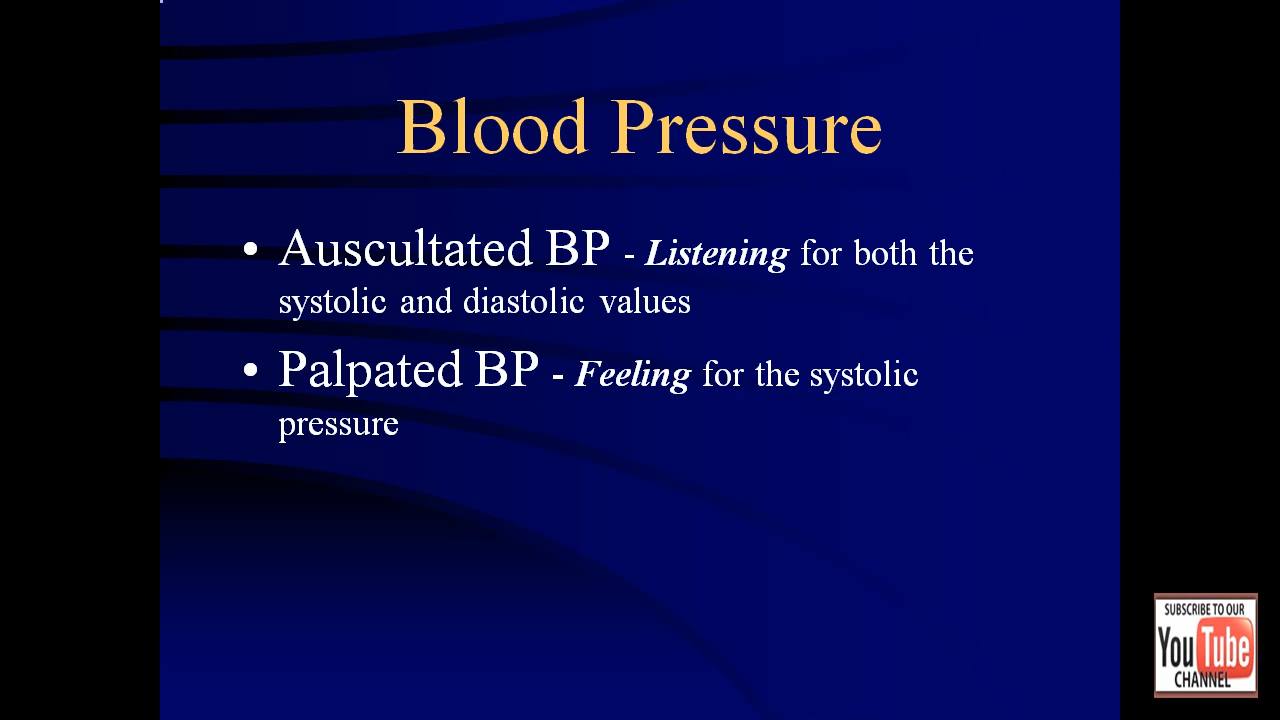 Blood Pressure
• Auscultated BP - Listening for both the
systolic and diastolic values
• Palpated BP - Feeling for the systolic
pressure
SUBSCRIBE TO OUR
YouTube
CHANNEL